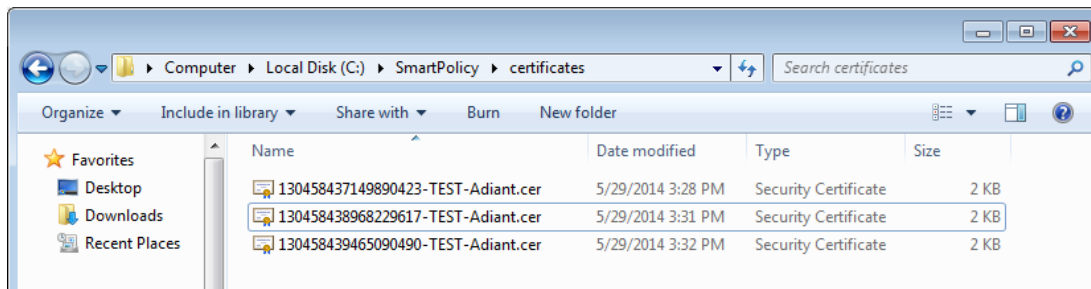 Computer Local Disk (C:) SmartPolicy certificates Search certificates
Organize Include in library Share with Burn New folder
Favorites
Desktop
Downloads
Recent Places
Name Date modified Type Size
130458437149890423-TEST-Adiant.cer 5/29/2014 3:28 PM Security Certificate 2 KB
130458438968229617-TEST-Adiant.cer 5/29/2014 3:31 PM Security Certificate 2 KB
130458439465090490-TEST-Adiant.cer 5/29/2014 3:32 PM Security Certificate 2 KB